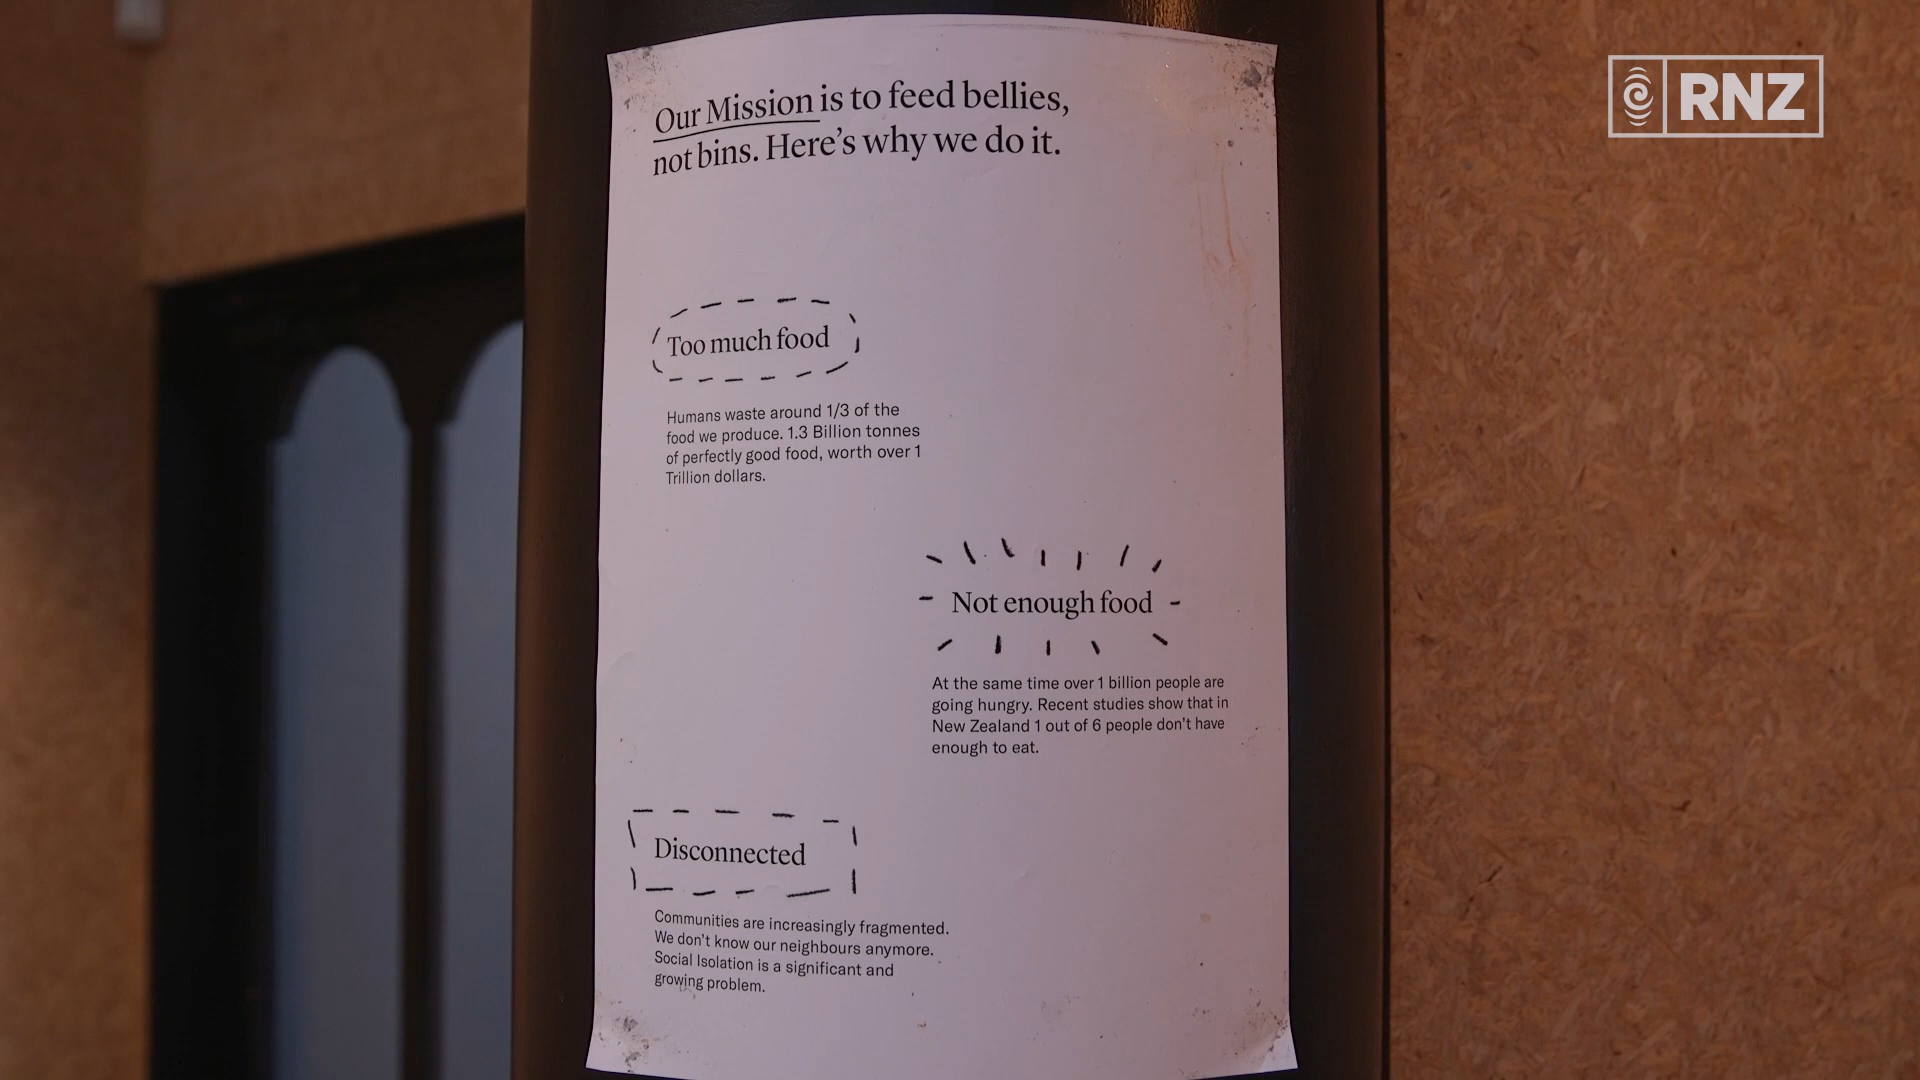 RNZ
Our Mission is to feed bellies,
not bins. Here's why we do it.
Too much food
Humans waste around 1/3 of the
food we produce. 1.3 Billion tonnes
of perfectly good food, worth over 1
Trillion dollars.
Not enough food
At the same time over 1 billion people are
going hungry. Recent studies show that in
New Zealand 1 out of 6 people don't have
enough to eat.
Disconnected
Communities are increasingly fragmented.
We don't know our neighbours anymore.
Social Isolation is a significant and
growing problem.